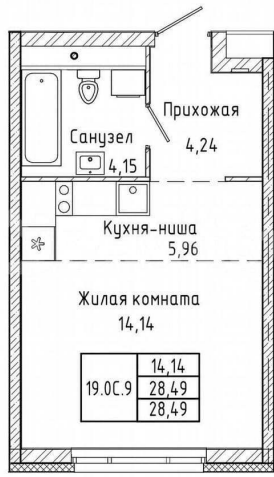 Прихожая
4,24
Санузел
4,15
Кухня-ниша
5,96
Жилая комната
14,14
19.0С.9
14,14
28,49
28,49